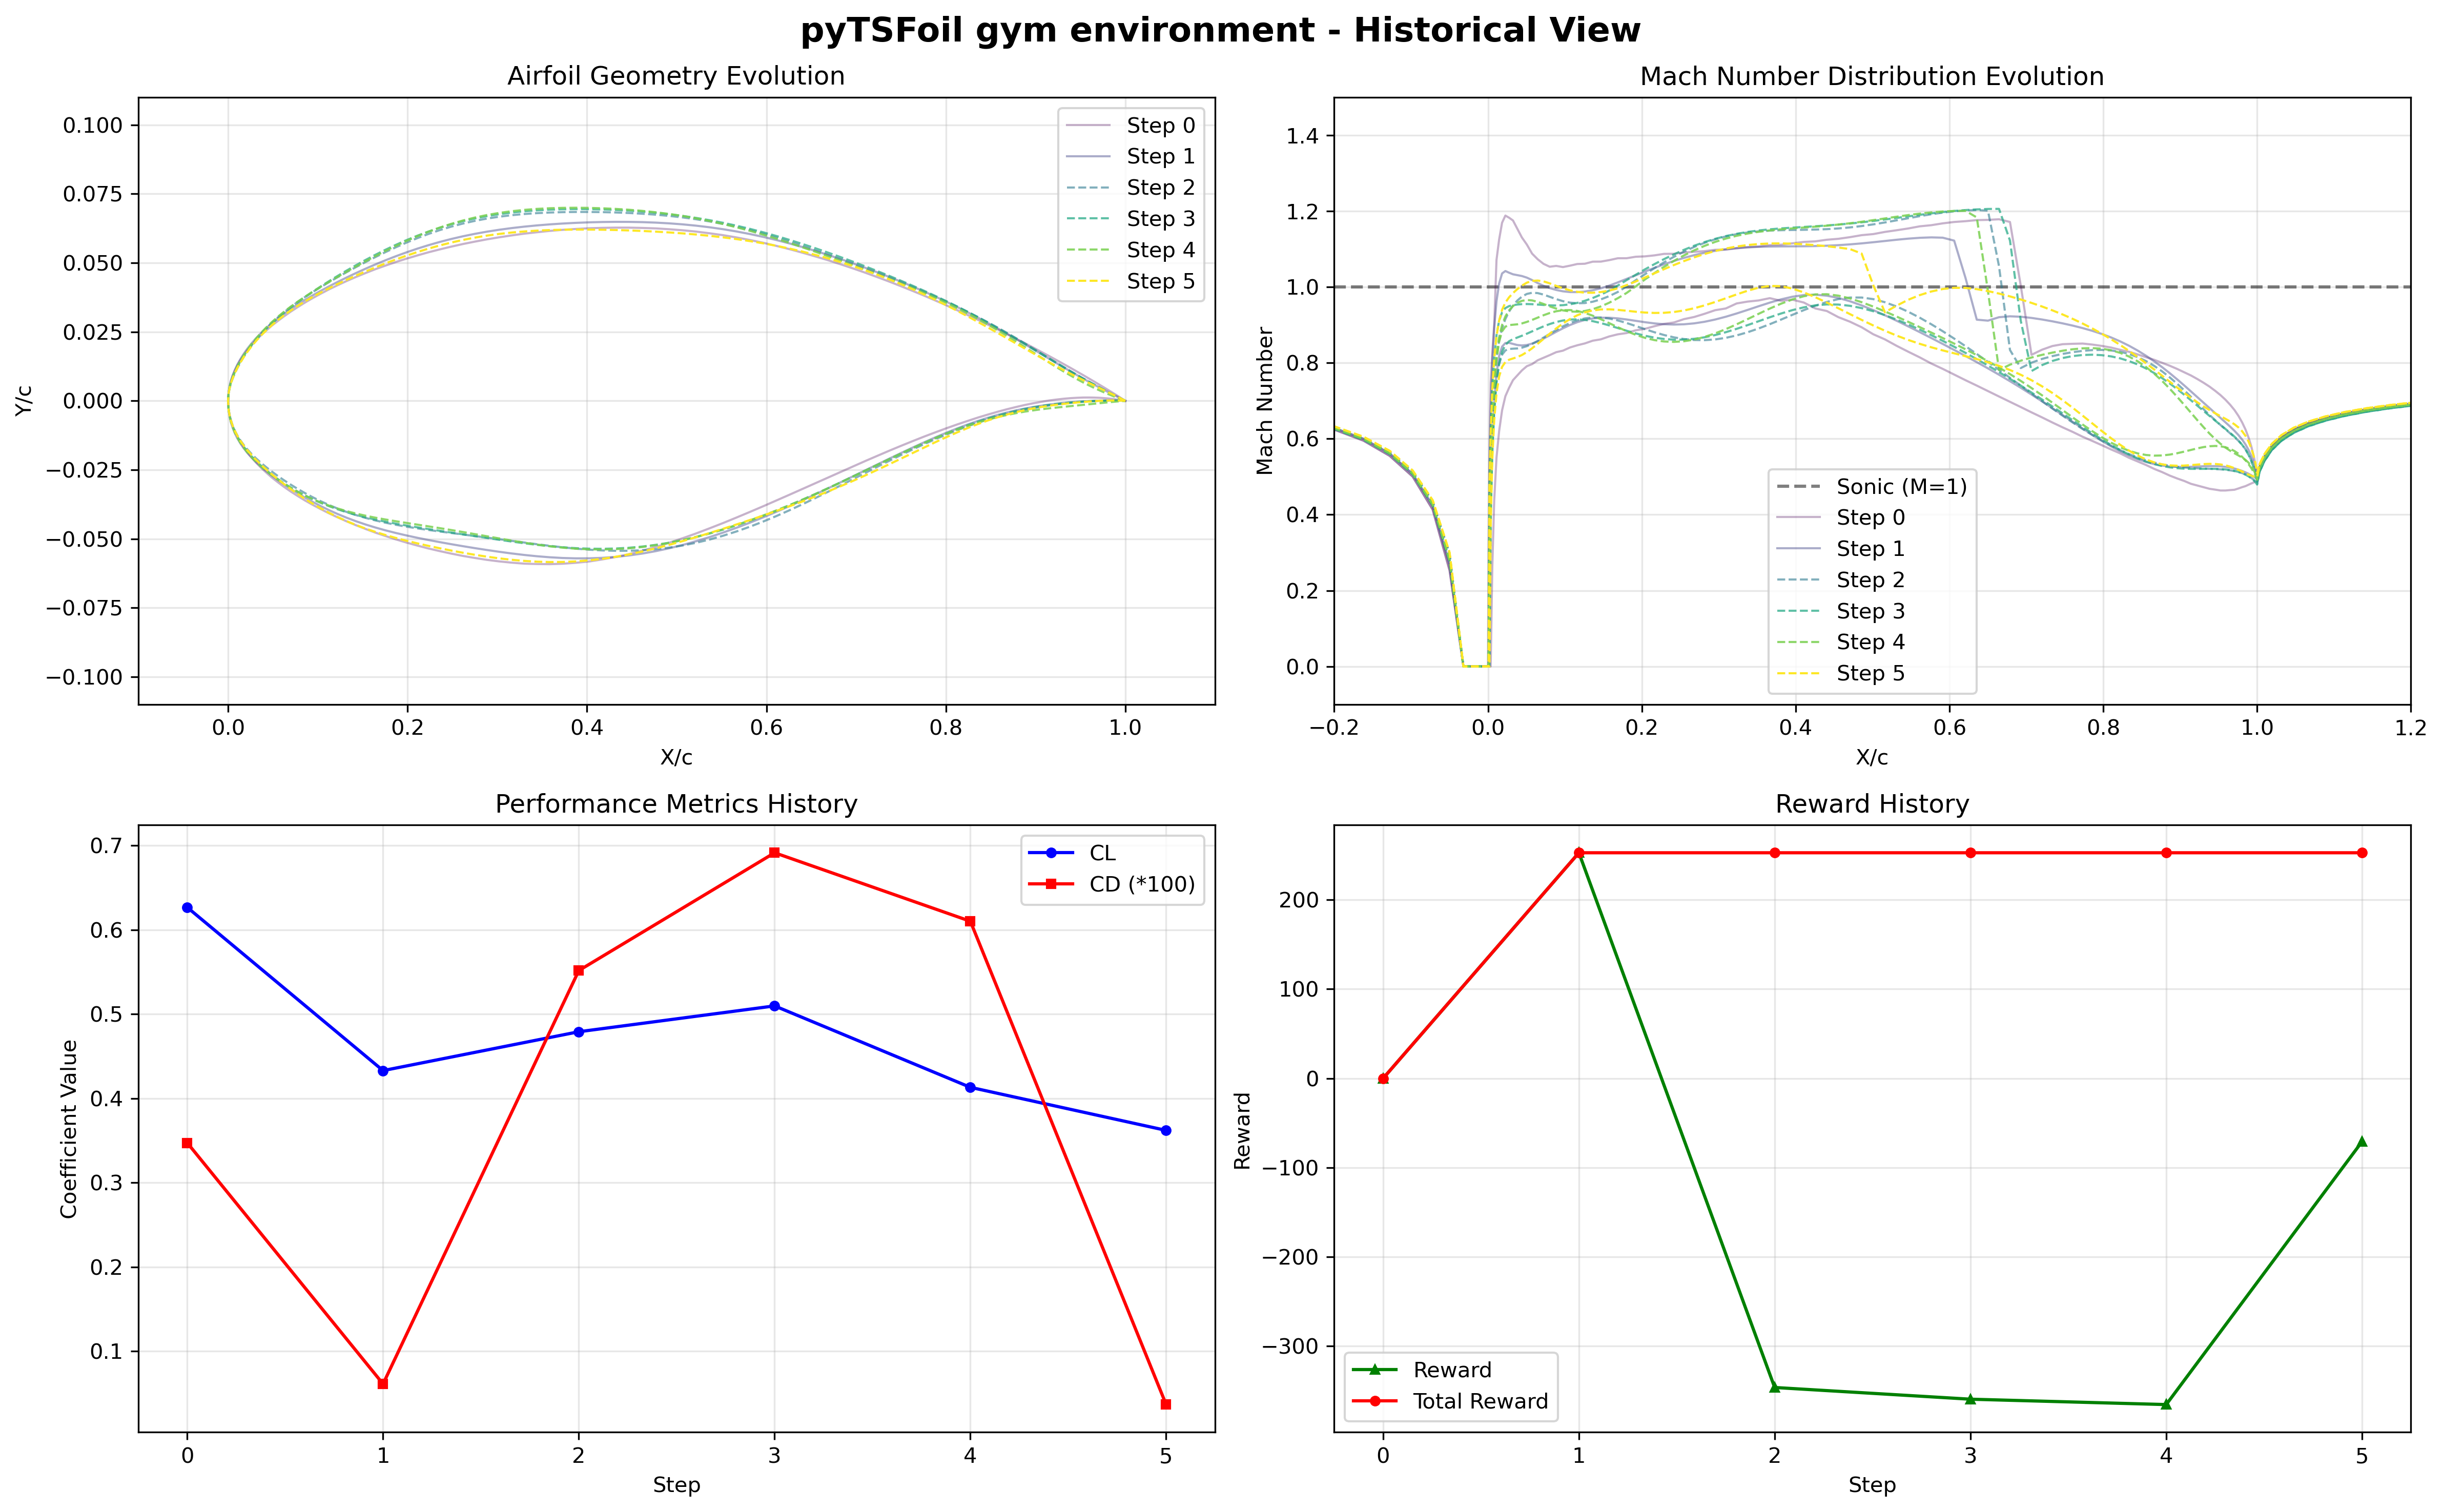 pyTSFoil gym environment - Historical View
Airfoil Geometry Evolution
0.100
0.075
0.050
0.025
0.000
−0.025
−0.050
−0.075
−0.100
Y/c
0.0
0.2
0.4
0.6
0.8
1.0
X/c
Step 0
Step 1
Step 2
Step 3
Step 4
Step 5
Mach Number Distribution Evolution
1.4
1.2
1.0
0.8
0.6
0.4
0.2
0.0
Mach Number
−0.2
0.0
0.2
0.4
0.6
0.8
1.0
1.2
X/c
Sonic (M=1)
Step 0
Step 1
Step 2
Step 3
Step 4
Step 5
Performance Metrics History
0.7
0.6
0.5
0.4
0.3
0.2
0.1
Coefficient Value
0
1
2
3
4
5
Step
CL
CD (*100)
Reward History
200
100
0
−100
−200
−300
Reward
0
1
2
3
4
5
Step
Reward
Total Reward